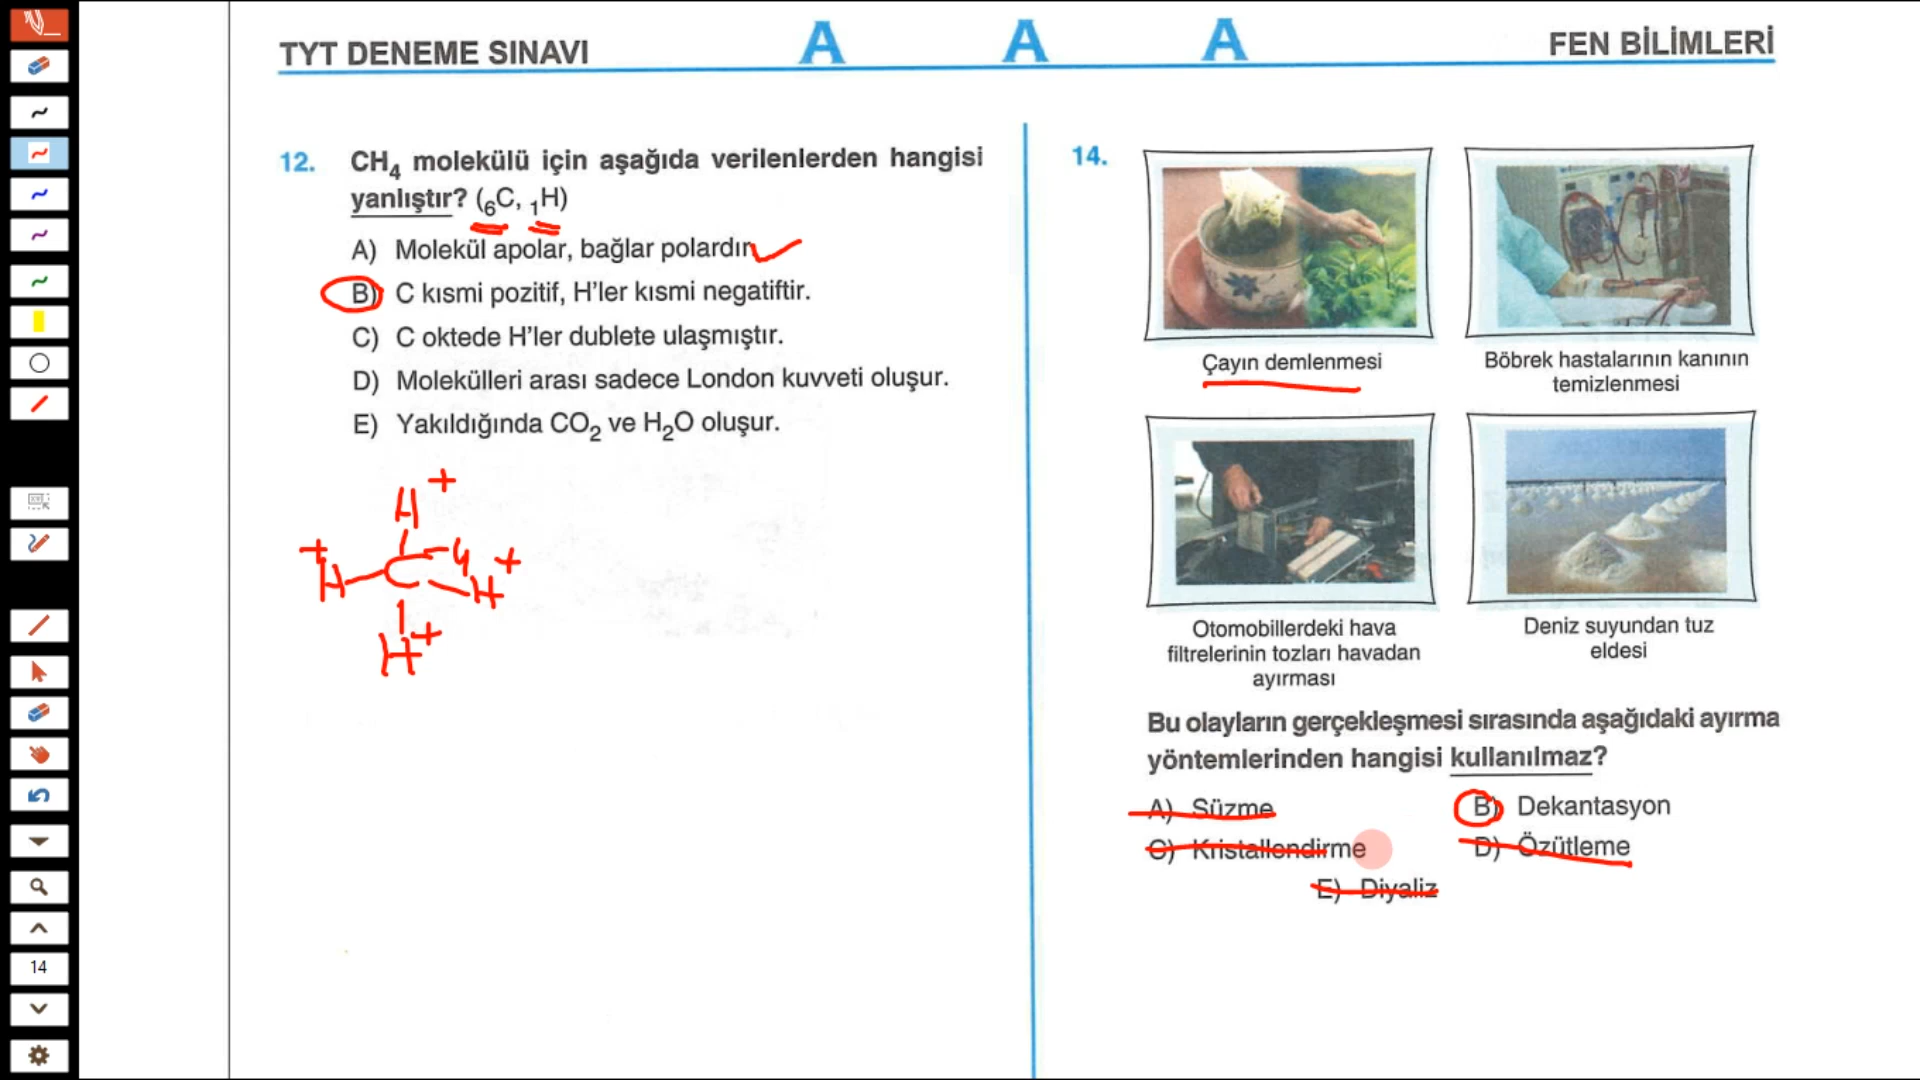 TYT DENEME SINAVI
A A A
FEN BİLİMLERİ
12. CH₄ molekülü için aşağıda verilenlerden hangisi
yanlıştır? (₆C, ₁H)
A) Molekül apolar, bağlar polardır.
B) C kısmi pozitif, H'ler kısmi negatiftir.
C) C oktede H'ler dublete ulaşmıştır.
D) Molekülleri arası sadece London kuvveti oluşur.
E) Yakıldığında CO₂ ve H₂O oluşur.
H +
+ H C -4 H +
H +
14.
Çayın demlenmesi
Böbrek hastalarının kanının
temizlenmesi
Otomobillerdeki hava
filtrelerinin tozları havadan
ayırması
Deniz suyundan tuz
eldesi
Bu olayların gerçekleşmesi sırasında aşağıdaki ayırma
yöntemlerinden hangisi kullanılmaz?
A) Süzme B) Dekantasyon
C) Kristallendirme D) Özütleme
E) Diyaliz
14